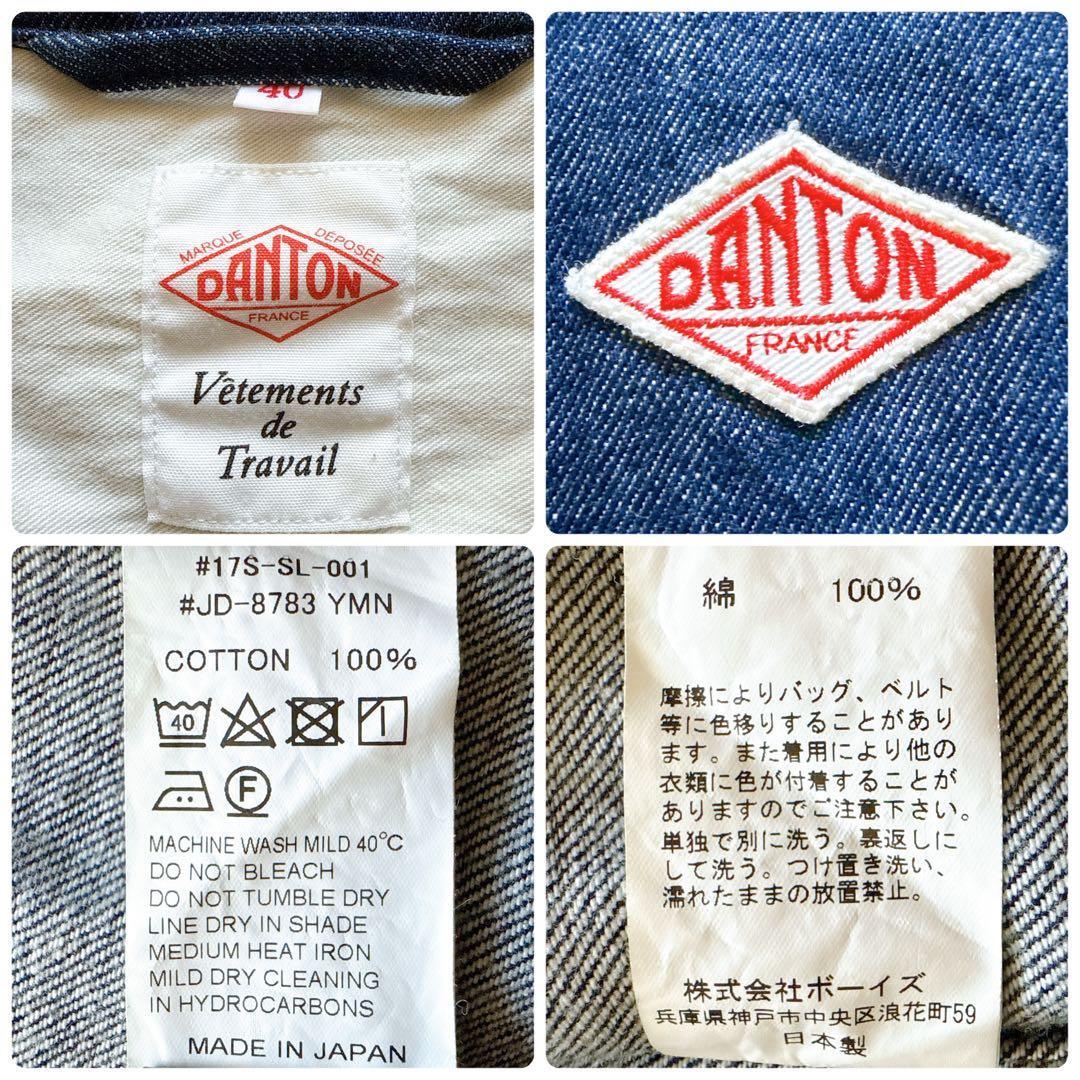 40
MARQUE DÉPOSÉE
DANTON
FRANCE
Vêtements
de
Travail
DANTON
FRANCE
#17S-SL-001
#JD-8783 YMN
COTTON 100%
40
F
MACHINE WASH MILD 40°C
DO NOT BLEACH
DO NOT TUMBLE DRY
LINE DRY IN SHADE
MEDIUM HEAT IRON
MILD DRY CLEANING
IN HYDROCARBONS
MADE IN JAPAN
綿 100%
摩擦によりバッグ、ベルト
等に色移りすることがあり
ます。また着用により他の
衣類に色が付着することが
ありますのでご注意下さい。
単独で別に洗う。裏返しに
して洗う。つけ置き洗い、
濡れたままの放置禁止。
株式会社ボーイズ
兵庫県神戸市中央区浪花町59
日本製